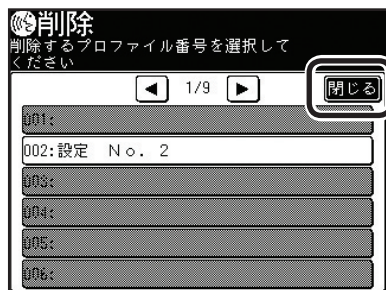 削除
削除するプロファイル番号を選択して
ください
1/9
閉じる
001:
002:設定　No. 2
003:
004:
005:
006: